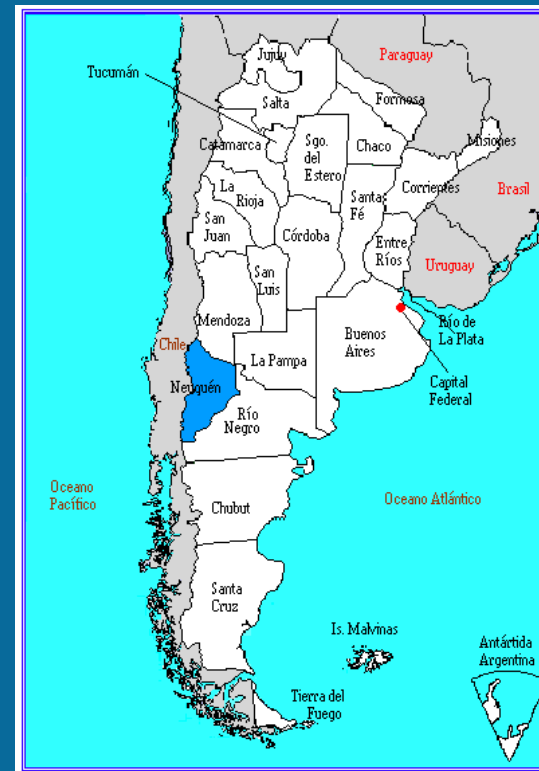 Jujuy
Paraguay
Tucumán
Salta
Formosa
Misiones
Catamarca
Sgo.
del
Estero
Chaco
La
Rioja
Santa
Fé
Corrientes
Brasil
San
Juan
Córdoba
Entre
Ríos
Uruguay
San
Luis
Mendoza
Río de
La Plata
Buenos
Aires
Chile
La Pampa
Capital
Federal
Neuquén
Río
Negro
Oceano
Pacífico
Oceano Atlántico
Chubut
Santa
Cruz
Is. Malvinas
Antártida
Argentina
Tierra del
Fuego